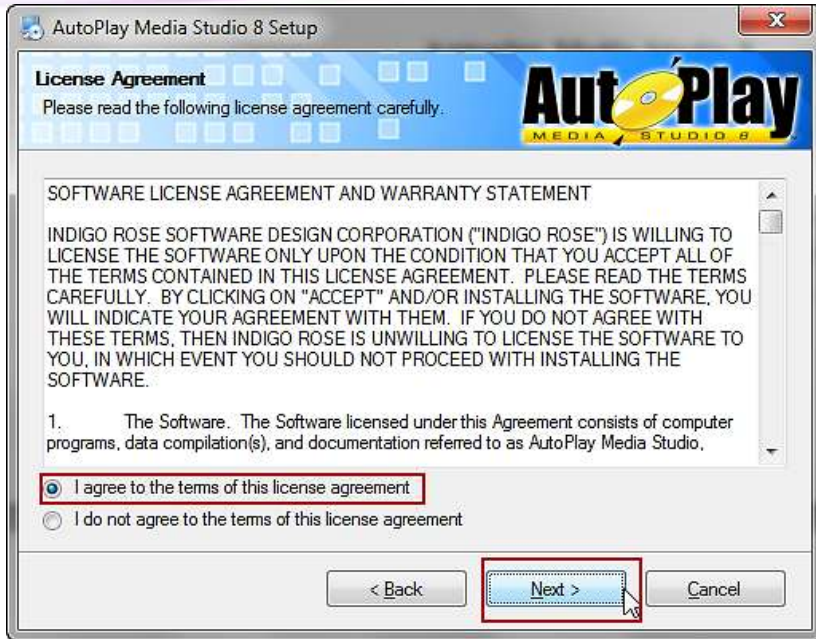 AutoPlay Media Studio 8 Setup
License Agreement
Please read the following license agreement carefully.
AutoPlay
MEDIA STUDIO 8
SOFTWARE LICENSE AGREEMENT AND WARRANTY STATEMENT
INDIGO ROSE SOFTWARE DESIGN CORPORATION ("INDIGO ROSE") IS WILLING TO
LICENSE THE SOFTWARE ONLY UPON THE CONDITION THAT YOU ACCEPT ALL OF
THE TERMS CONTAINED IN THIS LICENSE AGREEMENT.  PLEASE READ THE TERMS
CAREFULLY.  BY CLICKING ON "ACCEPT" AND/OR INSTALLING THE SOFTWARE, YOU
WILL INDICATE YOUR AGREEMENT WITH THEM.  IF YOU DO NOT AGREE WITH
THESE TERMS, THEN INDIGO ROSE IS UNWILLING TO LICENSE THE SOFTWARE TO
YOU, IN WHICH EVENT YOU SHOULD NOT PROCEED WITH INSTALLING THE
SOFTWARE.
1. The Software.  The Software licensed under this Agreement consists of computer
programs, data compilation(s), and documentation referred to as AutoPlay Media Studio,
I agree to the terms of this license agreement
I do not agree to the terms of this license agreement
< Back
Next >
Cancel